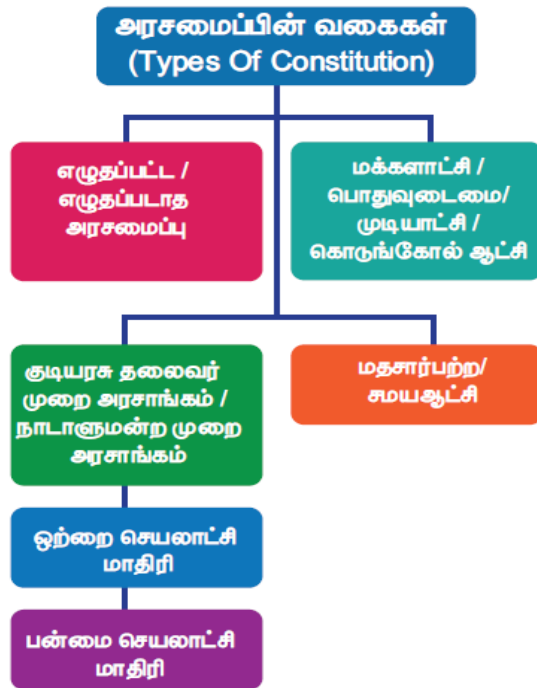 அரசமைப்பின் வகைகள்
(Types Of Constitution)
எழுதப்பட்ட /
எழுதப்படாத
அரசமைப்பு
மக்களாட்சி /
பொதுவுடைமை/
முடியாட்சி /
கொடுங்கோல் ஆட்சி
குடியரசு தலைவர்
முறை அரசாங்கம் /
நாடாளுமன்ற முறை
அரசாங்கம்
மதசார்பற்ற/
சமயஆட்சி
ஒற்றை செயலாட்சி
மாதிரி
பன்மை செயலாட்சி
மாதிரி